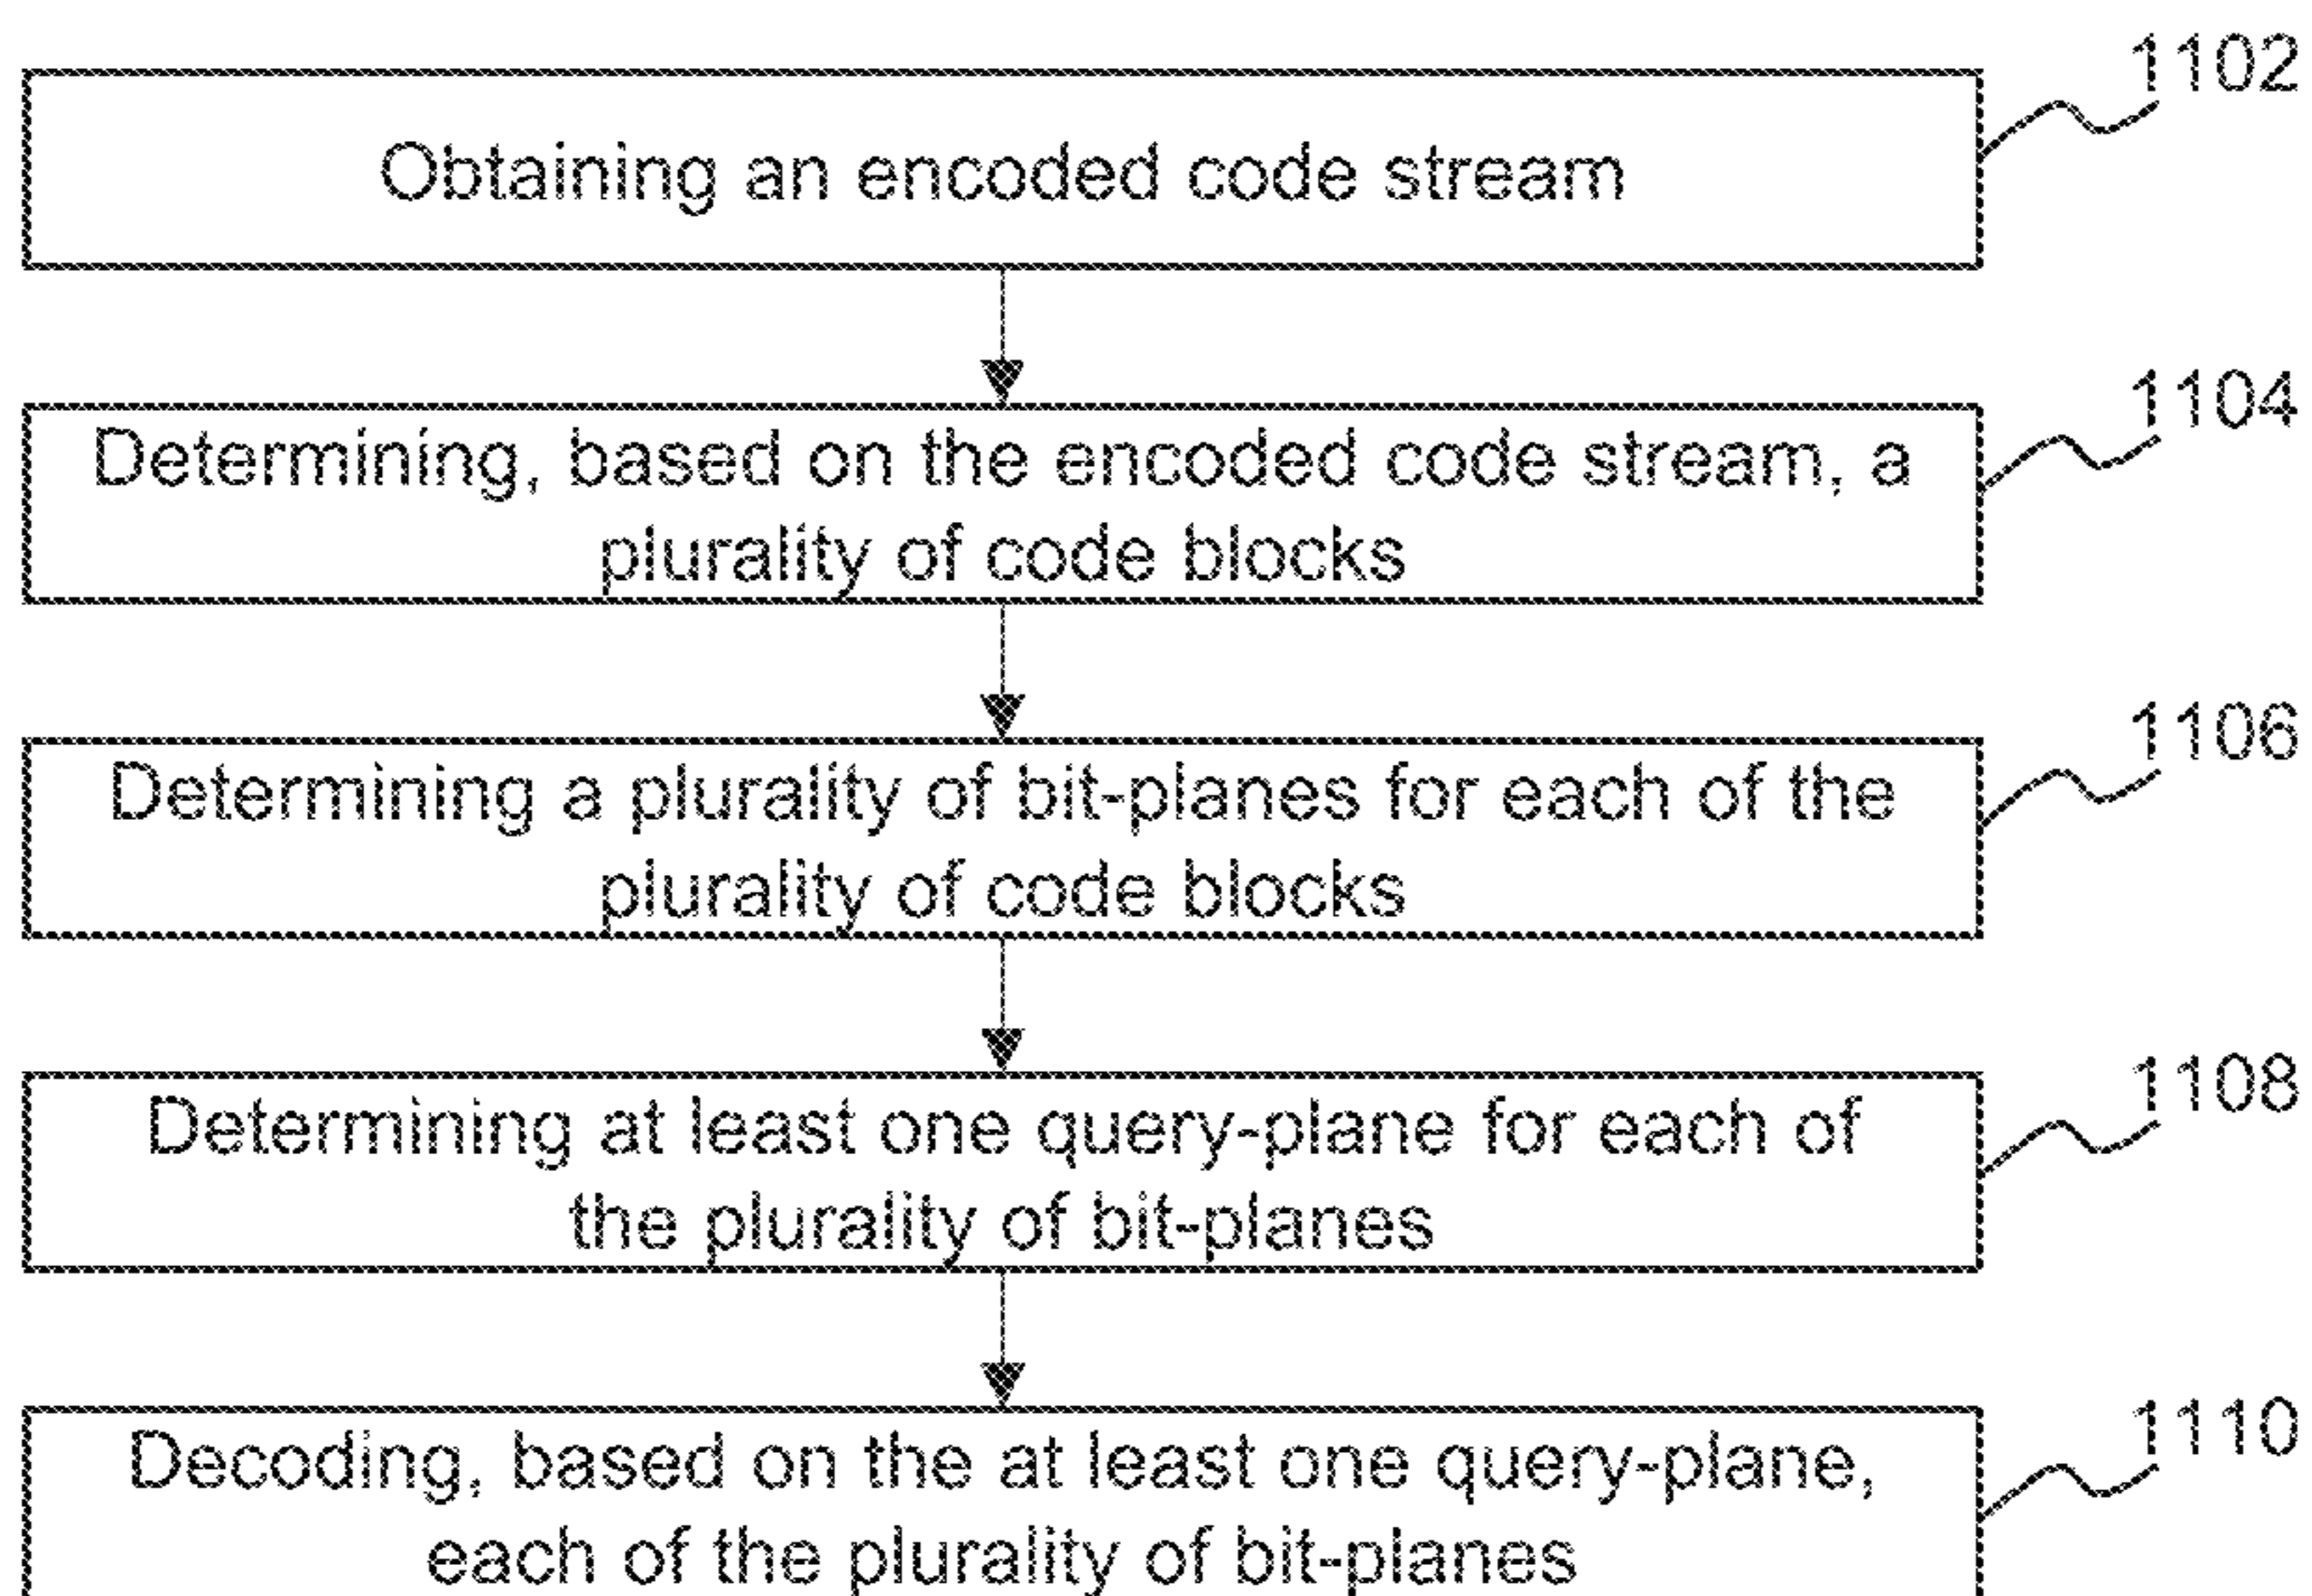 1102
Obtaining an encoded code stream
1104
Determining, based on the encoded code stream, a
plurality of code blocks
1106
Determining a plurality of bit-planes for each of the
plurality of code blocks
1108
Determining at least one query-plane for each of
the plurality of bit-planes
1110
Decoding, based on the at least one query-plane,
each of the plurality of bit-planes